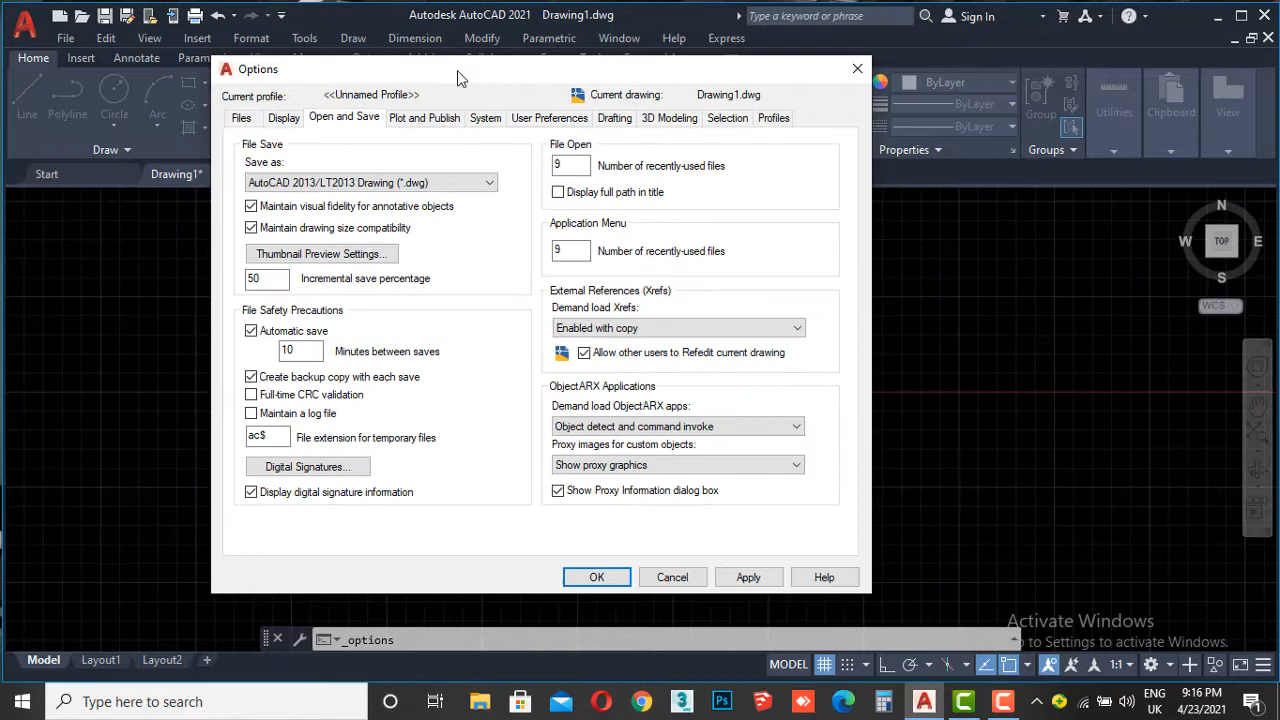 Autodesk AutoCAD 2021 Drawing1.dwg
Type a keyword or phrase
Sign In
File Edit View Insert Format Tools Draw Dimension Modify Parametric Window Help Express
Home Insert Annotate Param
Options
Current profile: <<Unnamed Profile>> Current drawing: Drawing1.dwg
Files Display Open and Save Plot and Publish System User Preferences Drafting 3D Modeling Selection Profiles
File Save
Save as:
AutoCAD 2013/LT2013 Drawing (*.dwg)
Maintain visual fidelity for annotative objects
Maintain drawing size compatibility
Thumbnail Preview Settings...
50 Incremental save percentage
File Safety Precautions
Automatic save
10 Minutes between saves
Create backup copy with each save
Full-time CRC validation
Maintain a log file
ac$ File extension for temporary files
Digital Signatures...
Display digital signature information
File Open
9 Number of recently-used files
Display full path in title
Application Menu
9 Number of recently-used files
External References (Xrefs)
Demand load Xrefs:
Enabled with copy
Allow other users to Refedit current drawing
ObjectARX Applications
Demand load ObjectARX apps:
Object detect and command invoke
Proxy images for custom objects:
Show proxy graphics
Show Proxy Information dialog box
OK Cancel Apply Help
Line Polyline Circle Arc
Draw
ByLayer
ByLayer
ByLayer
Properties
Group
Groups
Utilities
Clipboard
View
Start Drawing1*
N
W TOP E
S
WCS
_options
Activate Windows
o to Settings to activate Windows.
Model Layout1 Layout2 +
MODEL 1:1
Type here to search
3
MAX
Ps
A
C
C
ENG
UK
9:16 PM
4/23/2021
1